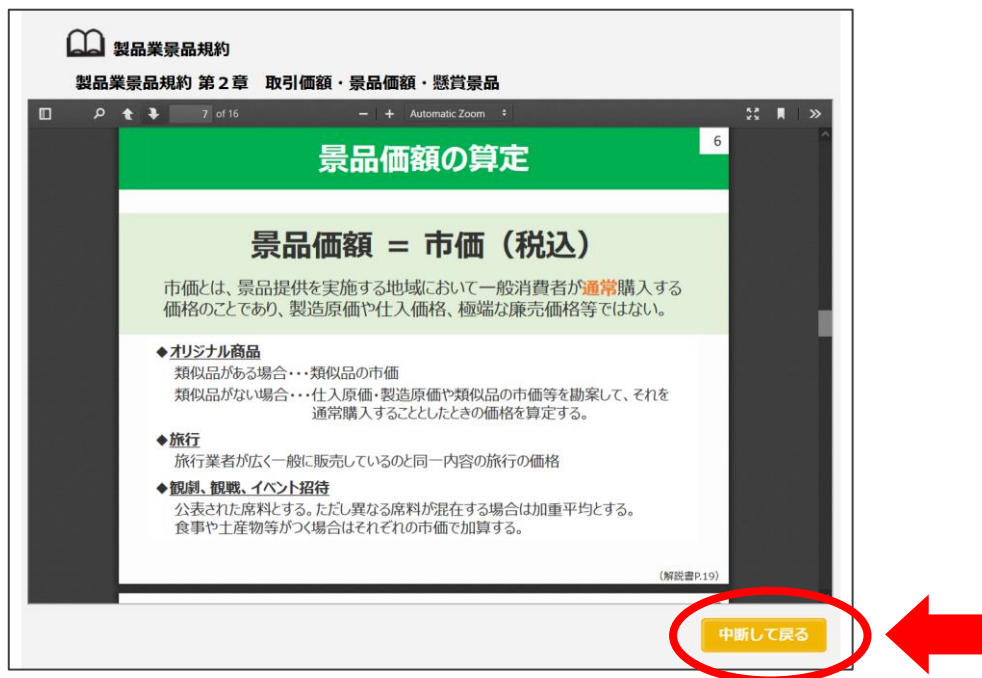 製品業景品規約
製品業景品規約 第２章　取引価額・景品価額・懸賞景品
7 of 16 － ＋ Automatic Zoom
景品価額の算定
6
景品価額 ＝ 市価（税込）
市価とは、景品提供を実施する地域において一般消費者が通常購入する
価格のことであり、製造原価や仕入価格、極端な廉売価格等ではない。
◆オリジナル商品
類似品がある場合・・・類似品の市価
類似品がない場合・・・仕入原価・製造原価や類似品の市価等を勘案して、それを
通常購入することとしたときの価格を算定する。
◆旅行
旅行業者が広く一般に販売しているのと同一内容の旅行の価格
◆観劇、観戦、イベント招待
公表された席料とする。ただし異なる席料が混在する場合は加重平均とする。
食事や土産物等がつく場合はそれぞれの市価で加算する。
（解説書P.19）
中断して戻る